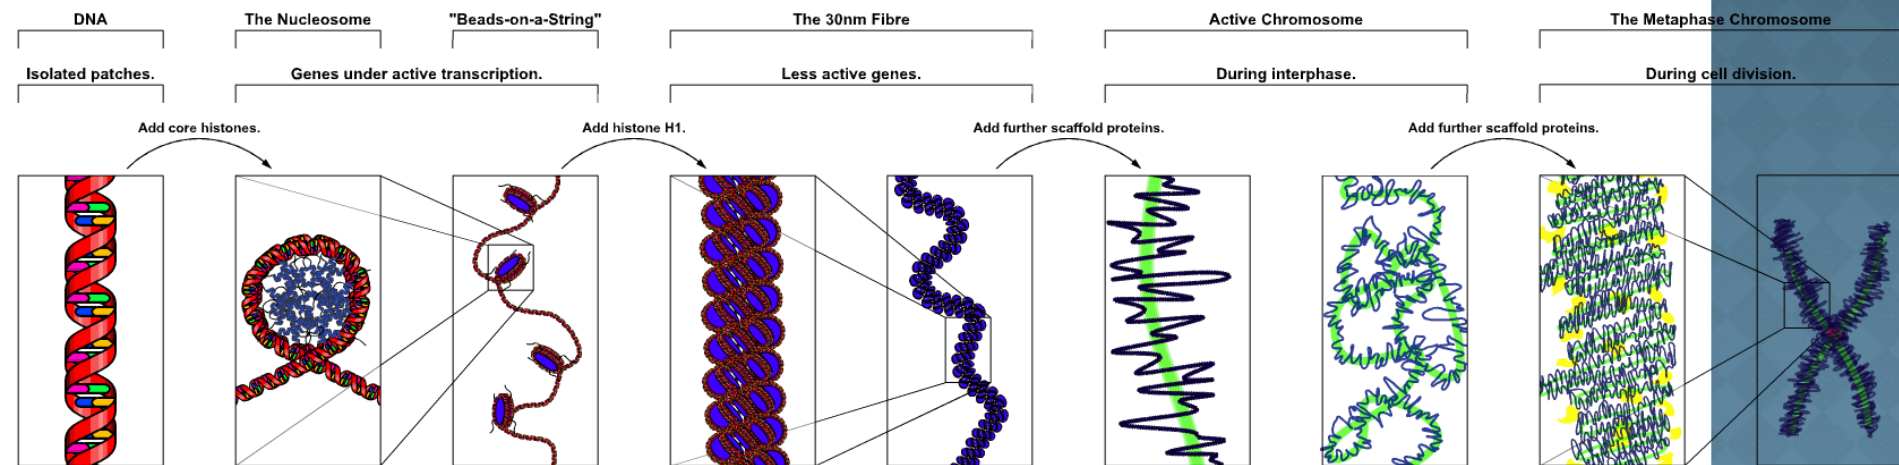 DNA
The Nucleosome
"Beads-on-a-String"
The 30nm Fibre
Active Chromosome
The Metaphase Chromosome
Isolated patches.
Genes under active transcription.
Less active genes.
During interphase.
During cell division.
Add core histones.
Add histone H1.
Add further scaffold proteins.
Add further scaffold proteins.